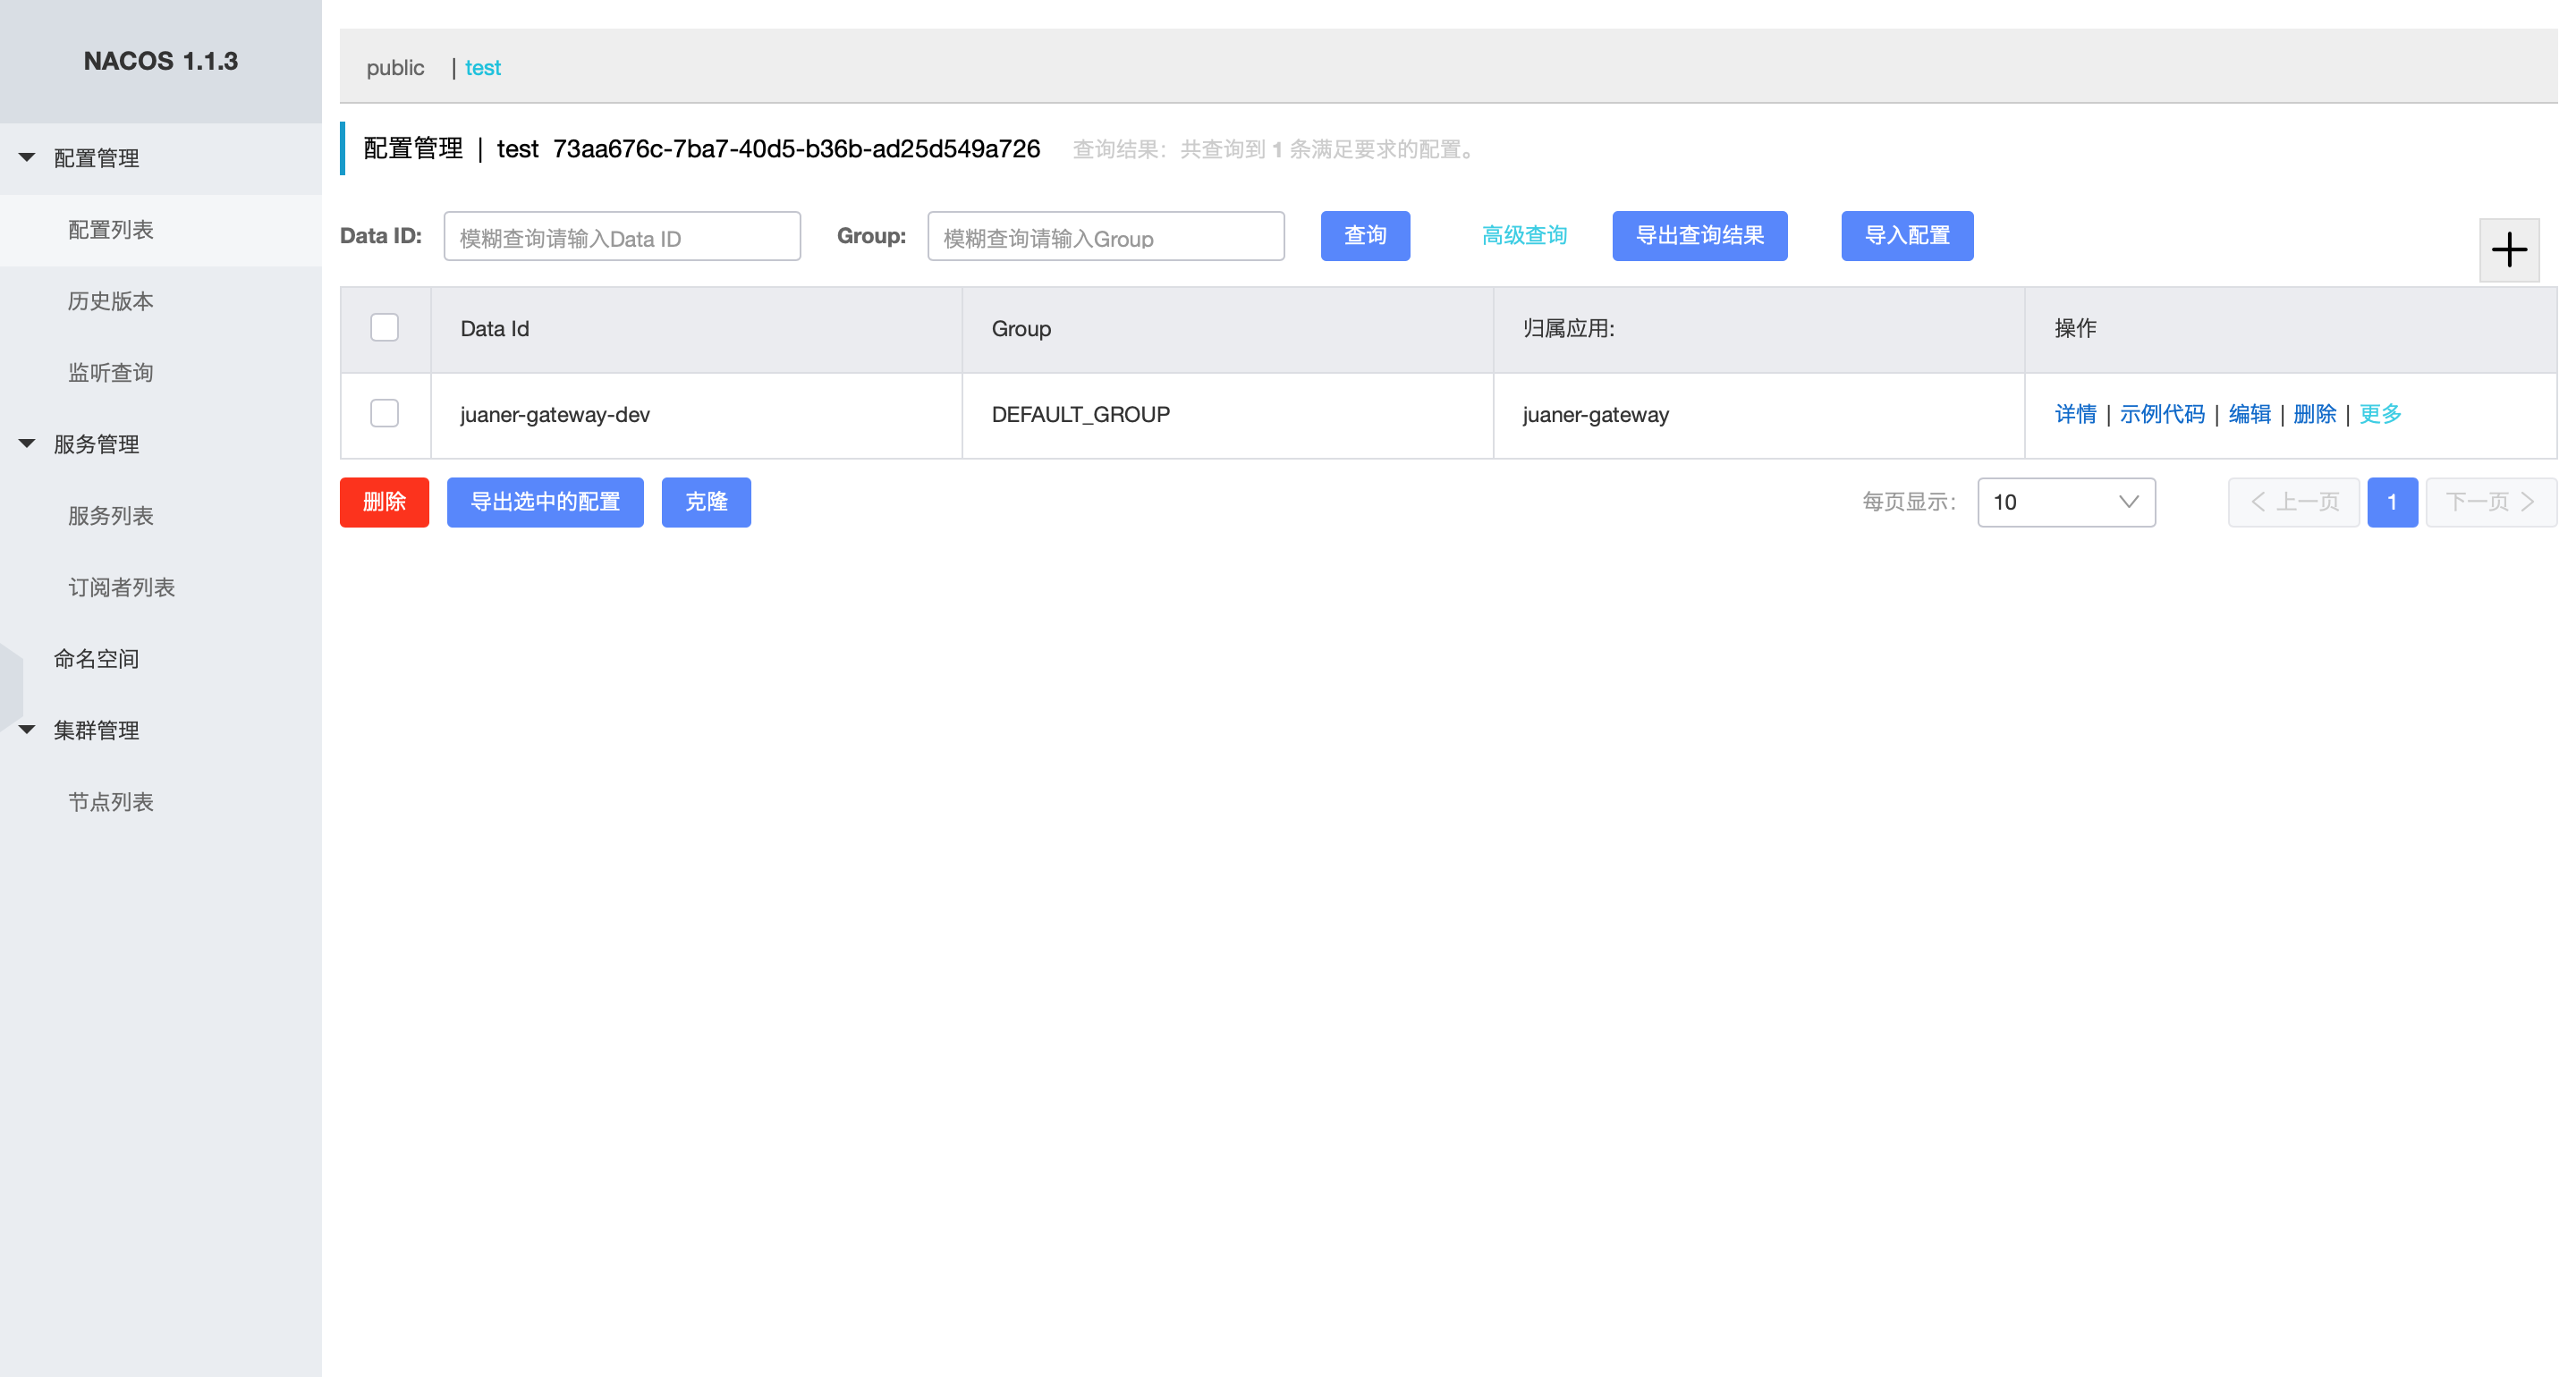 NACOS 1.1.3
配置管理
配置列表
历史版本
监听查询
服务管理
服务列表
订阅者列表
命名空间
集群管理
节点列表
public | test
配置管理 | test 73aa676c-7ba7-40d5-b36b-ad25d549a726 查询结果：共查询到 1 条满足要求的配置。
Data ID: 模糊查询请输入Data ID Group: 模糊查询请输入Group 查询 高级查询 导出查询结果 导入配置
Data Id Group 归属应用: 操作
juaner-gateway-dev DEFAULT_GROUP juaner-gateway 详情 | 示例代码 | 编辑 | 删除 | 更多
删除 导出选中的配置 克隆 每页显示： 10 上一页 1 下一页